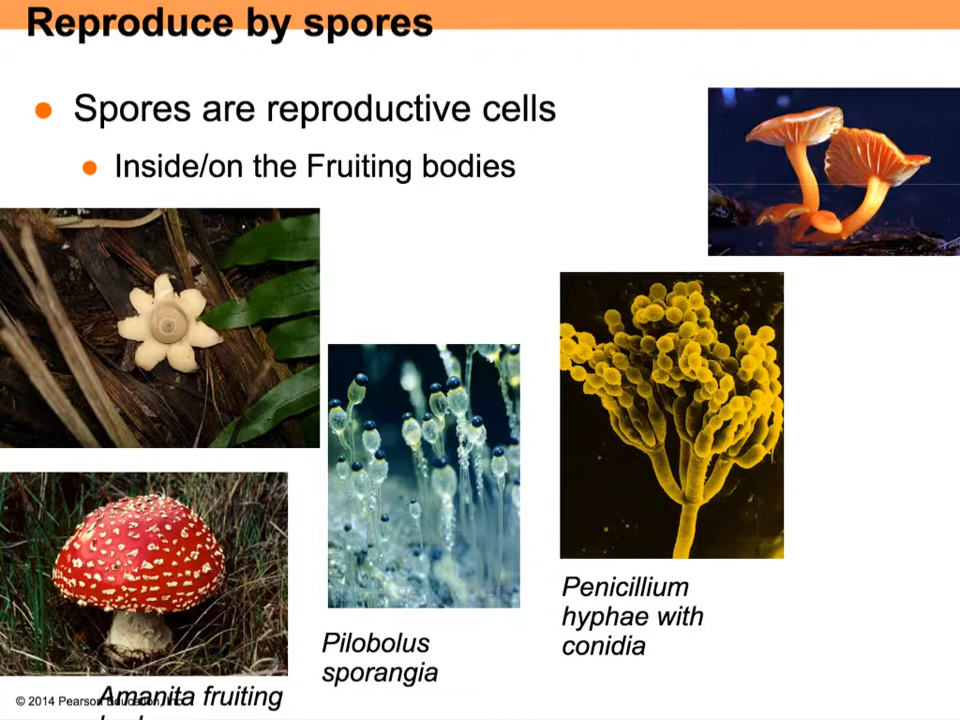 Reproduce by spores
Spores are reproductive cells
Inside/on the Fruiting bodies
Penicillium
hyphae with
conidia
Pilobolus
sporangia
Amanita fruiting
© 2014 Pearson Education, Inc.